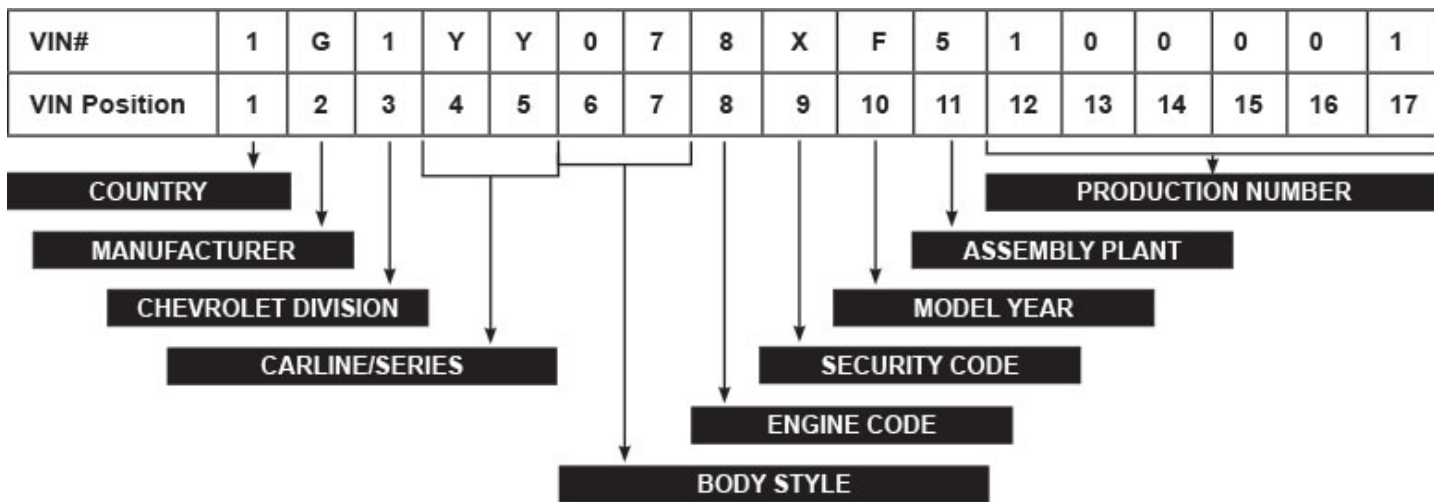 VIN# 1 G 1 Y Y 0 7 8 X F 5 1 0 0 0 0 1
VIN Position 1 2 3 4 5 6 7 8 9 10 11 12 13 14 15 16 17
COUNTRY
PRODUCTION NUMBER
MANUFACTURER
ASSEMBLY PLANT
CHEVROLET DIVISION
MODEL YEAR
CARLINE/SERIES
SECURITY CODE
ENGINE CODE
BODY STYLE